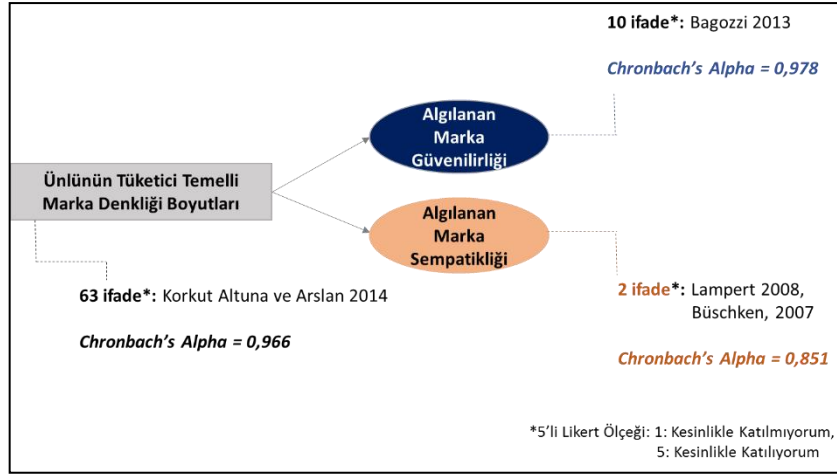 10 ifade*: Bagozzi 2013
Chronbach's Alpha = 0,978
Algılanan
Marka
Güvenilirliği
Ünlünün Tüketici Temelli
Marka Denkliği Boyutları
Algılanan
Marka
Sempatikliği
63 ifade*: Korkut Altuna ve Arslan 2014
Chronbach's Alpha = 0,966
2 ifade*: Lampert 2008,
Büschken, 2007
Chronbach's Alpha = 0,851
*5'li Likert Ölçeği: 1: Kesinlikle Katılmıyorum,
5: Kesinlikle Katılıyorum